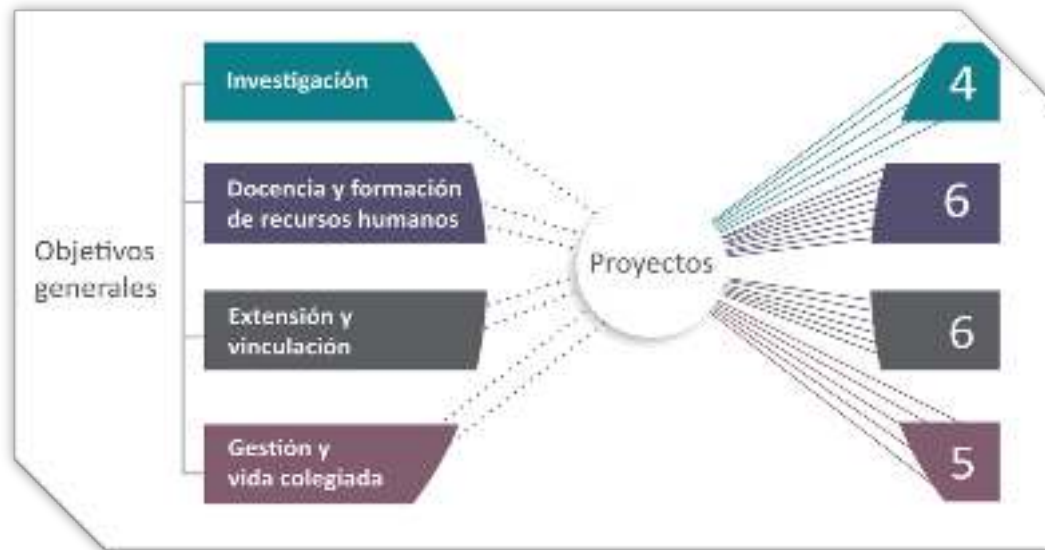 Objetivos
generales
Investigación
Docencia y formación
de recursos humanos
Extensión y
vinculación
Gestión y
vida colegiada
Proyectos
4
6
6
5